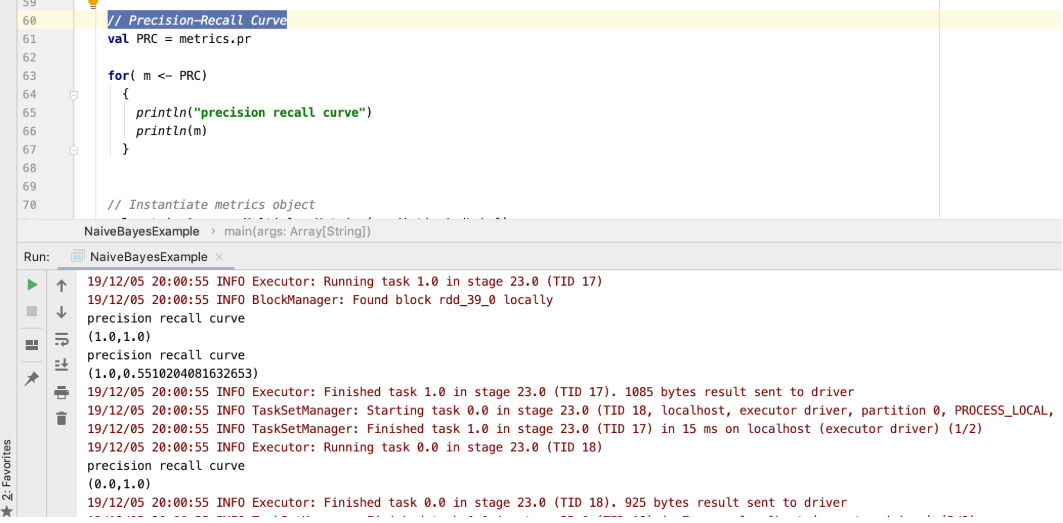 59
60 // Precision-Recall Curve
61 val PRC = metrics.pr
62
63 for( m <- PRC)
64 {
65 println("precision recall curve")
66 println(m)
67 }
68
69
70 // Instantiate metrics object
NaiveBayesExample › main(args: Array[String])
Run: NaiveBayesExample ×
19/12/05 20:00:55 INFO Executor: Running task 1.0 in stage 23.0 (TID 17)
19/12/05 20:00:55 INFO BlockManager: Found block rdd_39_0 locally
precision recall curve
(1.0,1.0)
precision recall curve
(1.0,0.5510204081632653)
19/12/05 20:00:55 INFO Executor: Finished task 1.0 in stage 23.0 (TID 17). 1085 bytes result sent to driver
19/12/05 20:00:55 INFO TaskSetManager: Starting task 0.0 in stage 23.0 (TID 18, localhost, executor driver, partition 0, PROCESS_LOCAL,
19/12/05 20:00:55 INFO TaskSetManager: Finished task 1.0 in stage 23.0 (TID 17) in 15 ms on localhost (executor driver) (1/2)
19/12/05 20:00:55 INFO Executor: Running task 0.0 in stage 23.0 (TID 18)
precision recall curve
(0.0,1.0)
19/12/05 20:00:55 INFO Executor: Finished task 0.0 in stage 23.0 (TID 18). 925 bytes result sent to driver
2: Favorites